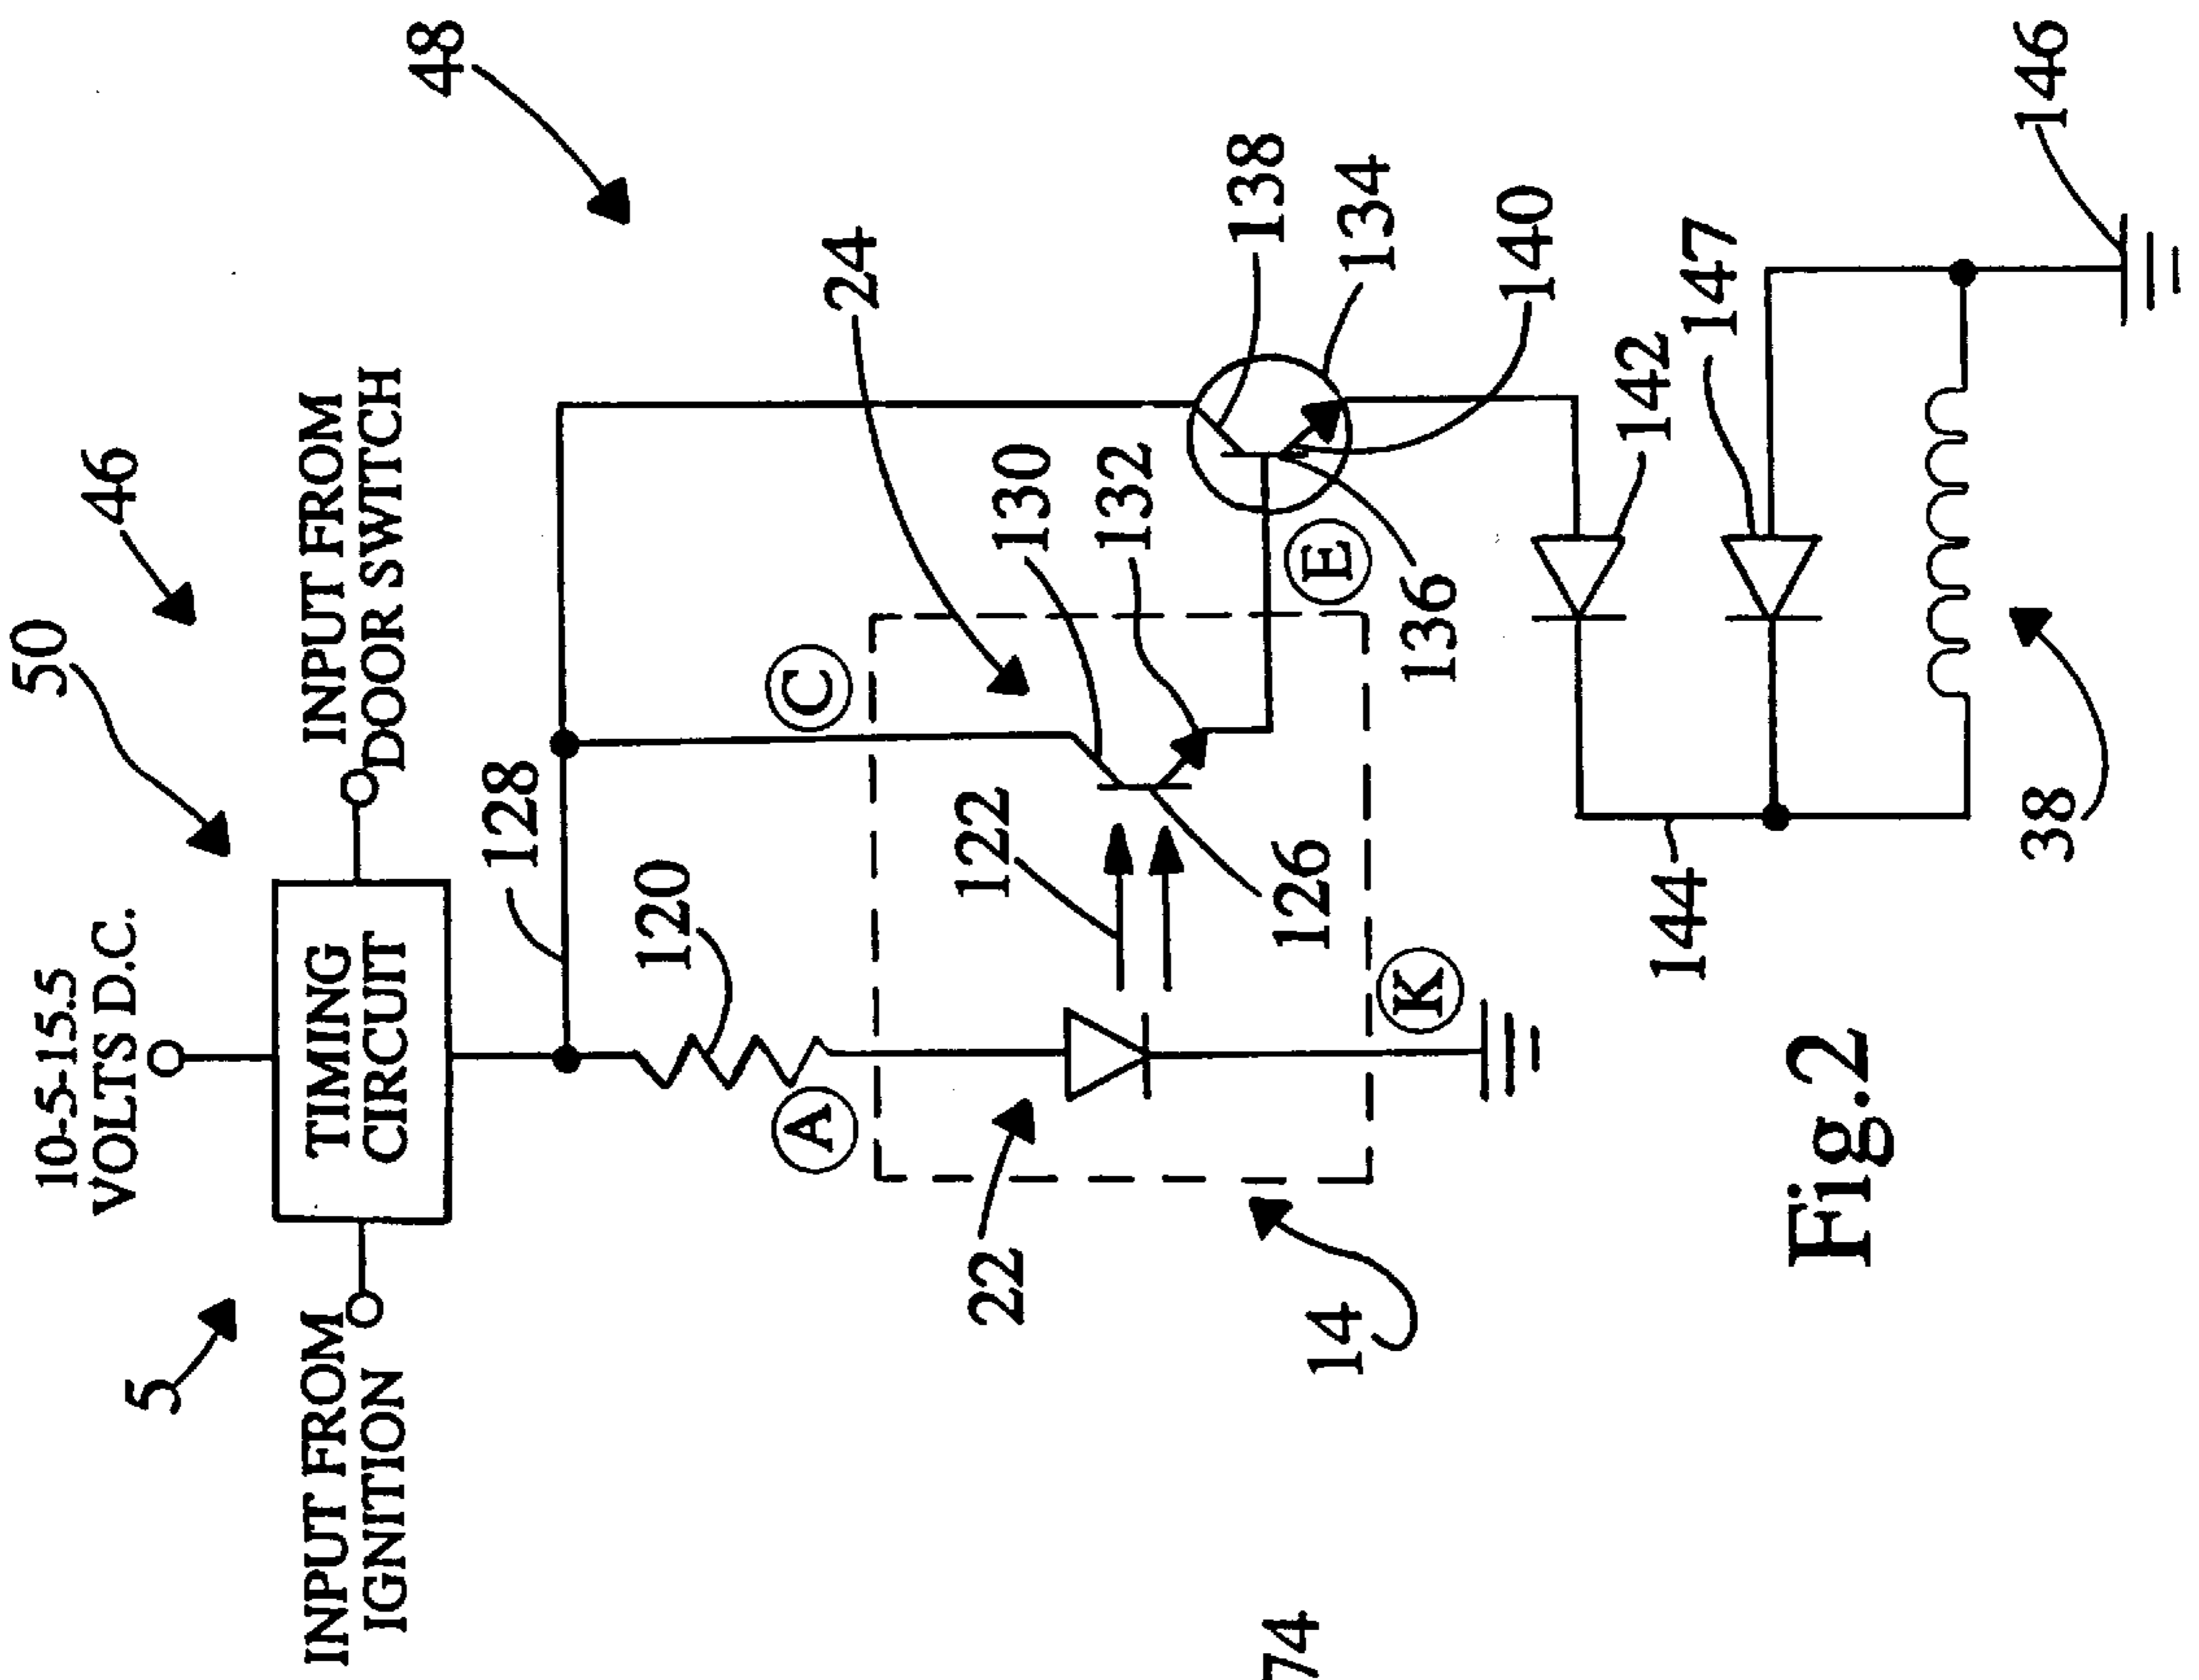 50
46
48
5
10-5-15.5
VOLTS D.C.
INPUT FROM
IGNITION
TIMING
CIRCUIT
INPUT FROM
DOOR SWITCH
128
120
A
C
24
130
132
138
134
140
E
136
122
126
22
14
K
142
147
144
38
146
Fig.2
74